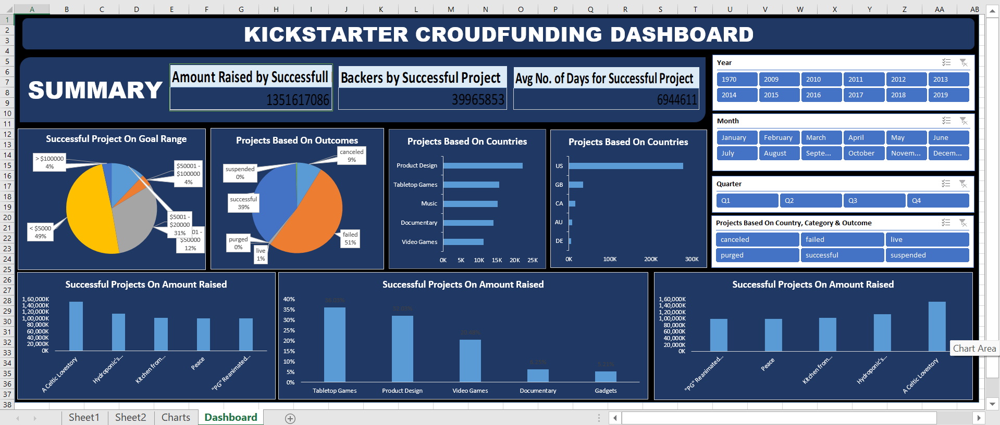 A B C D E F G H I J K L M N O P Q R S T U V W X Y Z AA AB
1
2
3
4
5
6
7
8
9
10
11
12
13
14
15
16
17
18
19
20
21
22
23
24
25
26
27
28
29
30
31
32
33
34
35
36
37
38
KICKSTARTER CROUDFUNDING DASHBOARD
SUMMARY
Amount Raised by Successfull
1351617086
Backers by Successful Project
39965853
Avg No. of Days for Successful Project
6944611
Year
1970 2009 2010 2011 2012 2013
2014 2015 2016 2017 2018 2019
Month
January February March April May June
July August Septe... October Novem... Decem...
Quarter
Q1 Q2 Q3 Q4
Projects Based On Country, Category & Outcome
canceled failed live
purged successful suspended
Successful Project On Goal Range
> $100000
4%
$50001 -
$100000
4%
$5001 -
$20000
31%
01 -
$50000
12%
< $5000
49%
Projects Based On Outcomes
canceled
9%
suspended
0%
successful
39%
failed
51%
purged
0%
live
1%
Projects Based On Countries
Product Design
Tabletop Games
Music
Documentary
Video Games
0K 5K 10K 15K 20K 25K
Projects Based On Countries
US
GB
CA
AU
DE
0K 100K 200K 300K
Successful Projects On Amount Raised
1,60,000K
1,40,000K
1,20,000K
1,00,000K
80,000K
60,000K
40,000K
20,000K
0K
A Celtic Lovestory
Hydroponic's...
Kitchen from...
Peace
"PG" Reanimated...
Successful Projects On Amount Raised
40%
35%
30%
25%
20%
15%
10%
5%
0%
36.03%
32.03%
20.48%
6.25%
5.21%
Tabletop Games Product Design Video Games Documentary Gadgets
Successful Projects On Amount Raised
1,60,000K
1,40,000K
1,20,000K
1,00,000K
80,000K
60,000K
40,000K
20,000K
0K
"PG" Reanimated...
Peace
Kitchen from...
Hydroponic's...
A Celtic Lovestory
Chart Area
Sheet1 Sheet2 Charts Dashboard